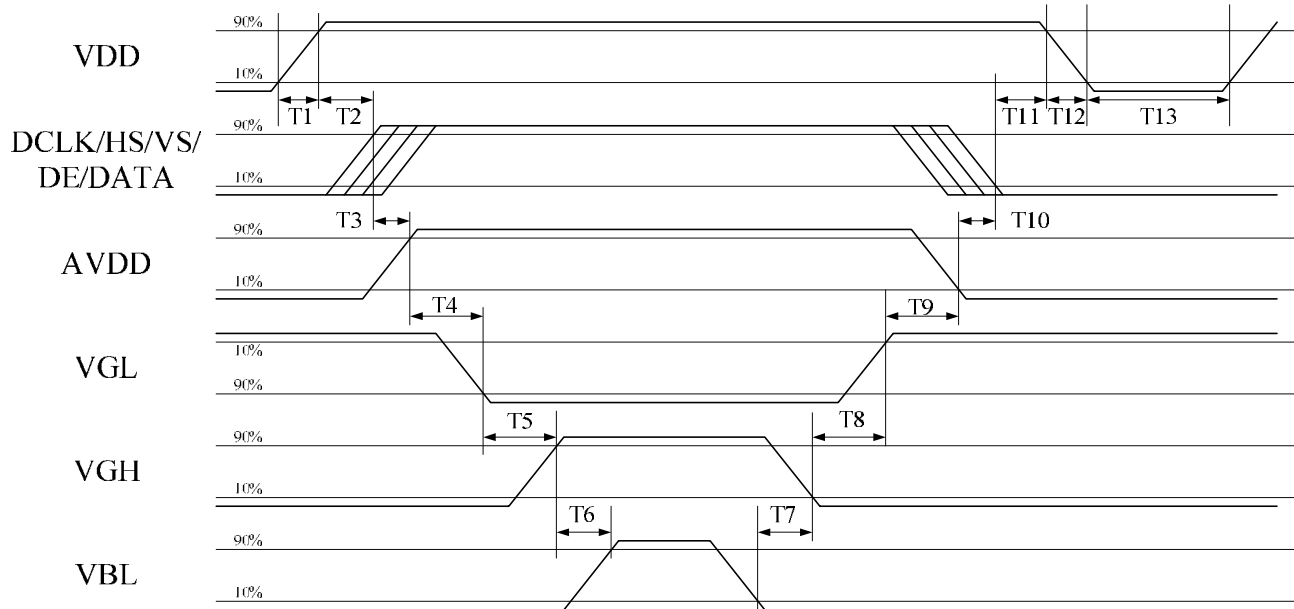 90%
VDD
10%
T1 T2 T11 T12 T13
90%
DCLK/HS/VS/
DE/DATA
10%
T3 T10
90%
AVDD
10%
T4 T9
10%
VGL
90%
T5 T8
90%
VGH
10%
T6 T7
90%
VBL
10%